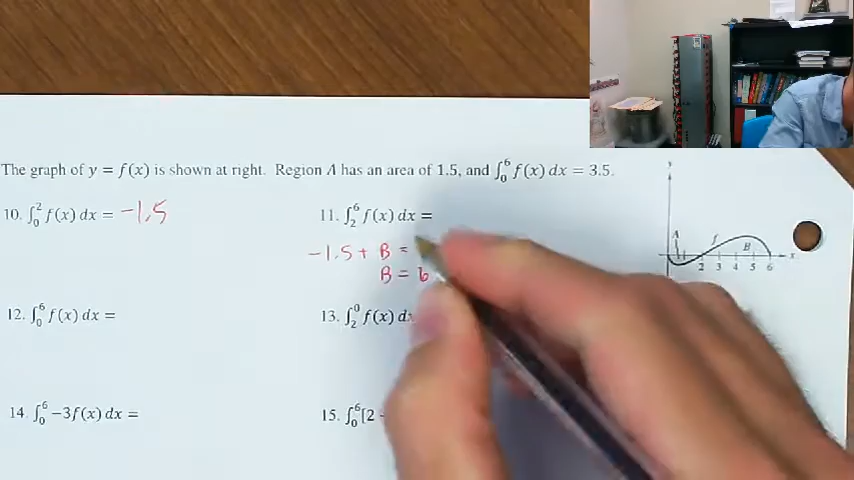 The graph of y = f(x) is shown at right. Region A has an area of 1.5, and ∫₀⁶ f(x) dx = 3.5.
10. ∫₀² f(x) dx = -1.5
11. ∫₂⁶ f(x) dx =
-1.5 + B =
B = 
12. ∫₀⁶ f(x) dx =
13. ∫₂⁰ f(x) dx
14. ∫₀⁶ -3f(x) dx =
15. ∫₀⁶ [2
y
A
f
B
2 3 4 5 6
x